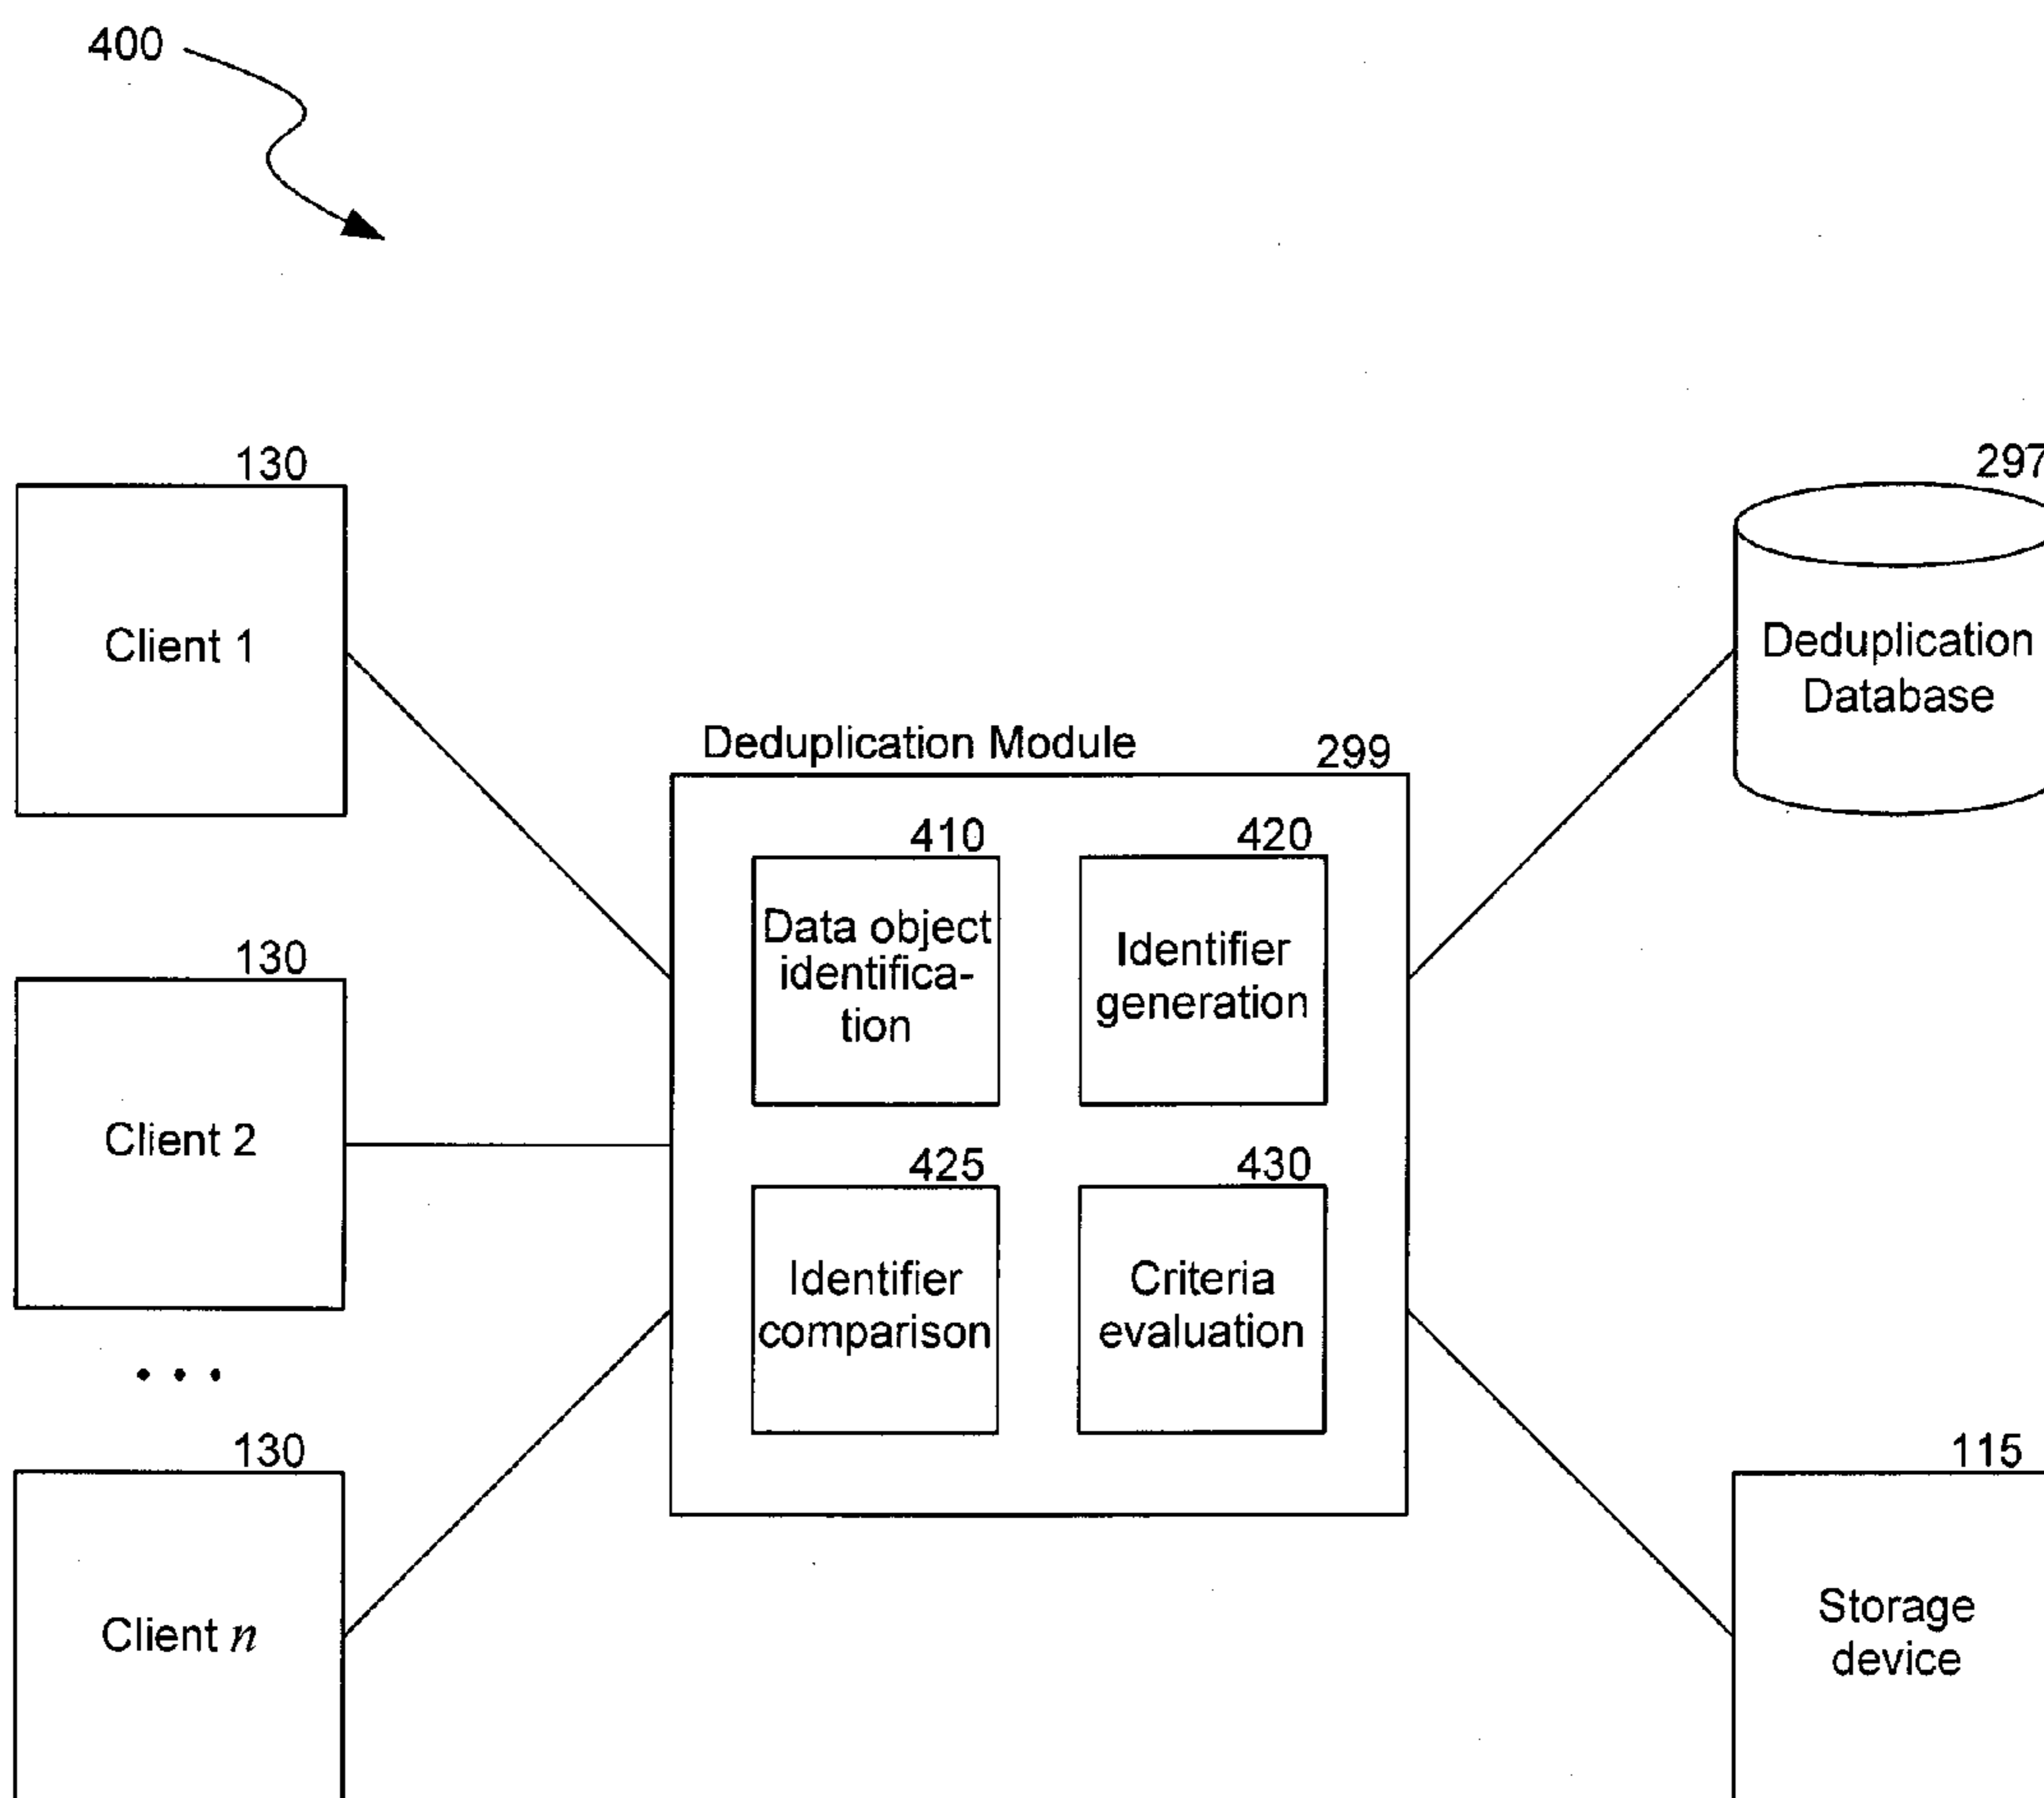 400
130
Client 1
130
Client 2
• • •
130
Client n
Deduplication Module
299
410
Data object
identifica-
tion
420
Identifier
generation
425
Identifier
comparison
430
Criteria
evaluation
297
Deduplication
Database
115
Storage
device